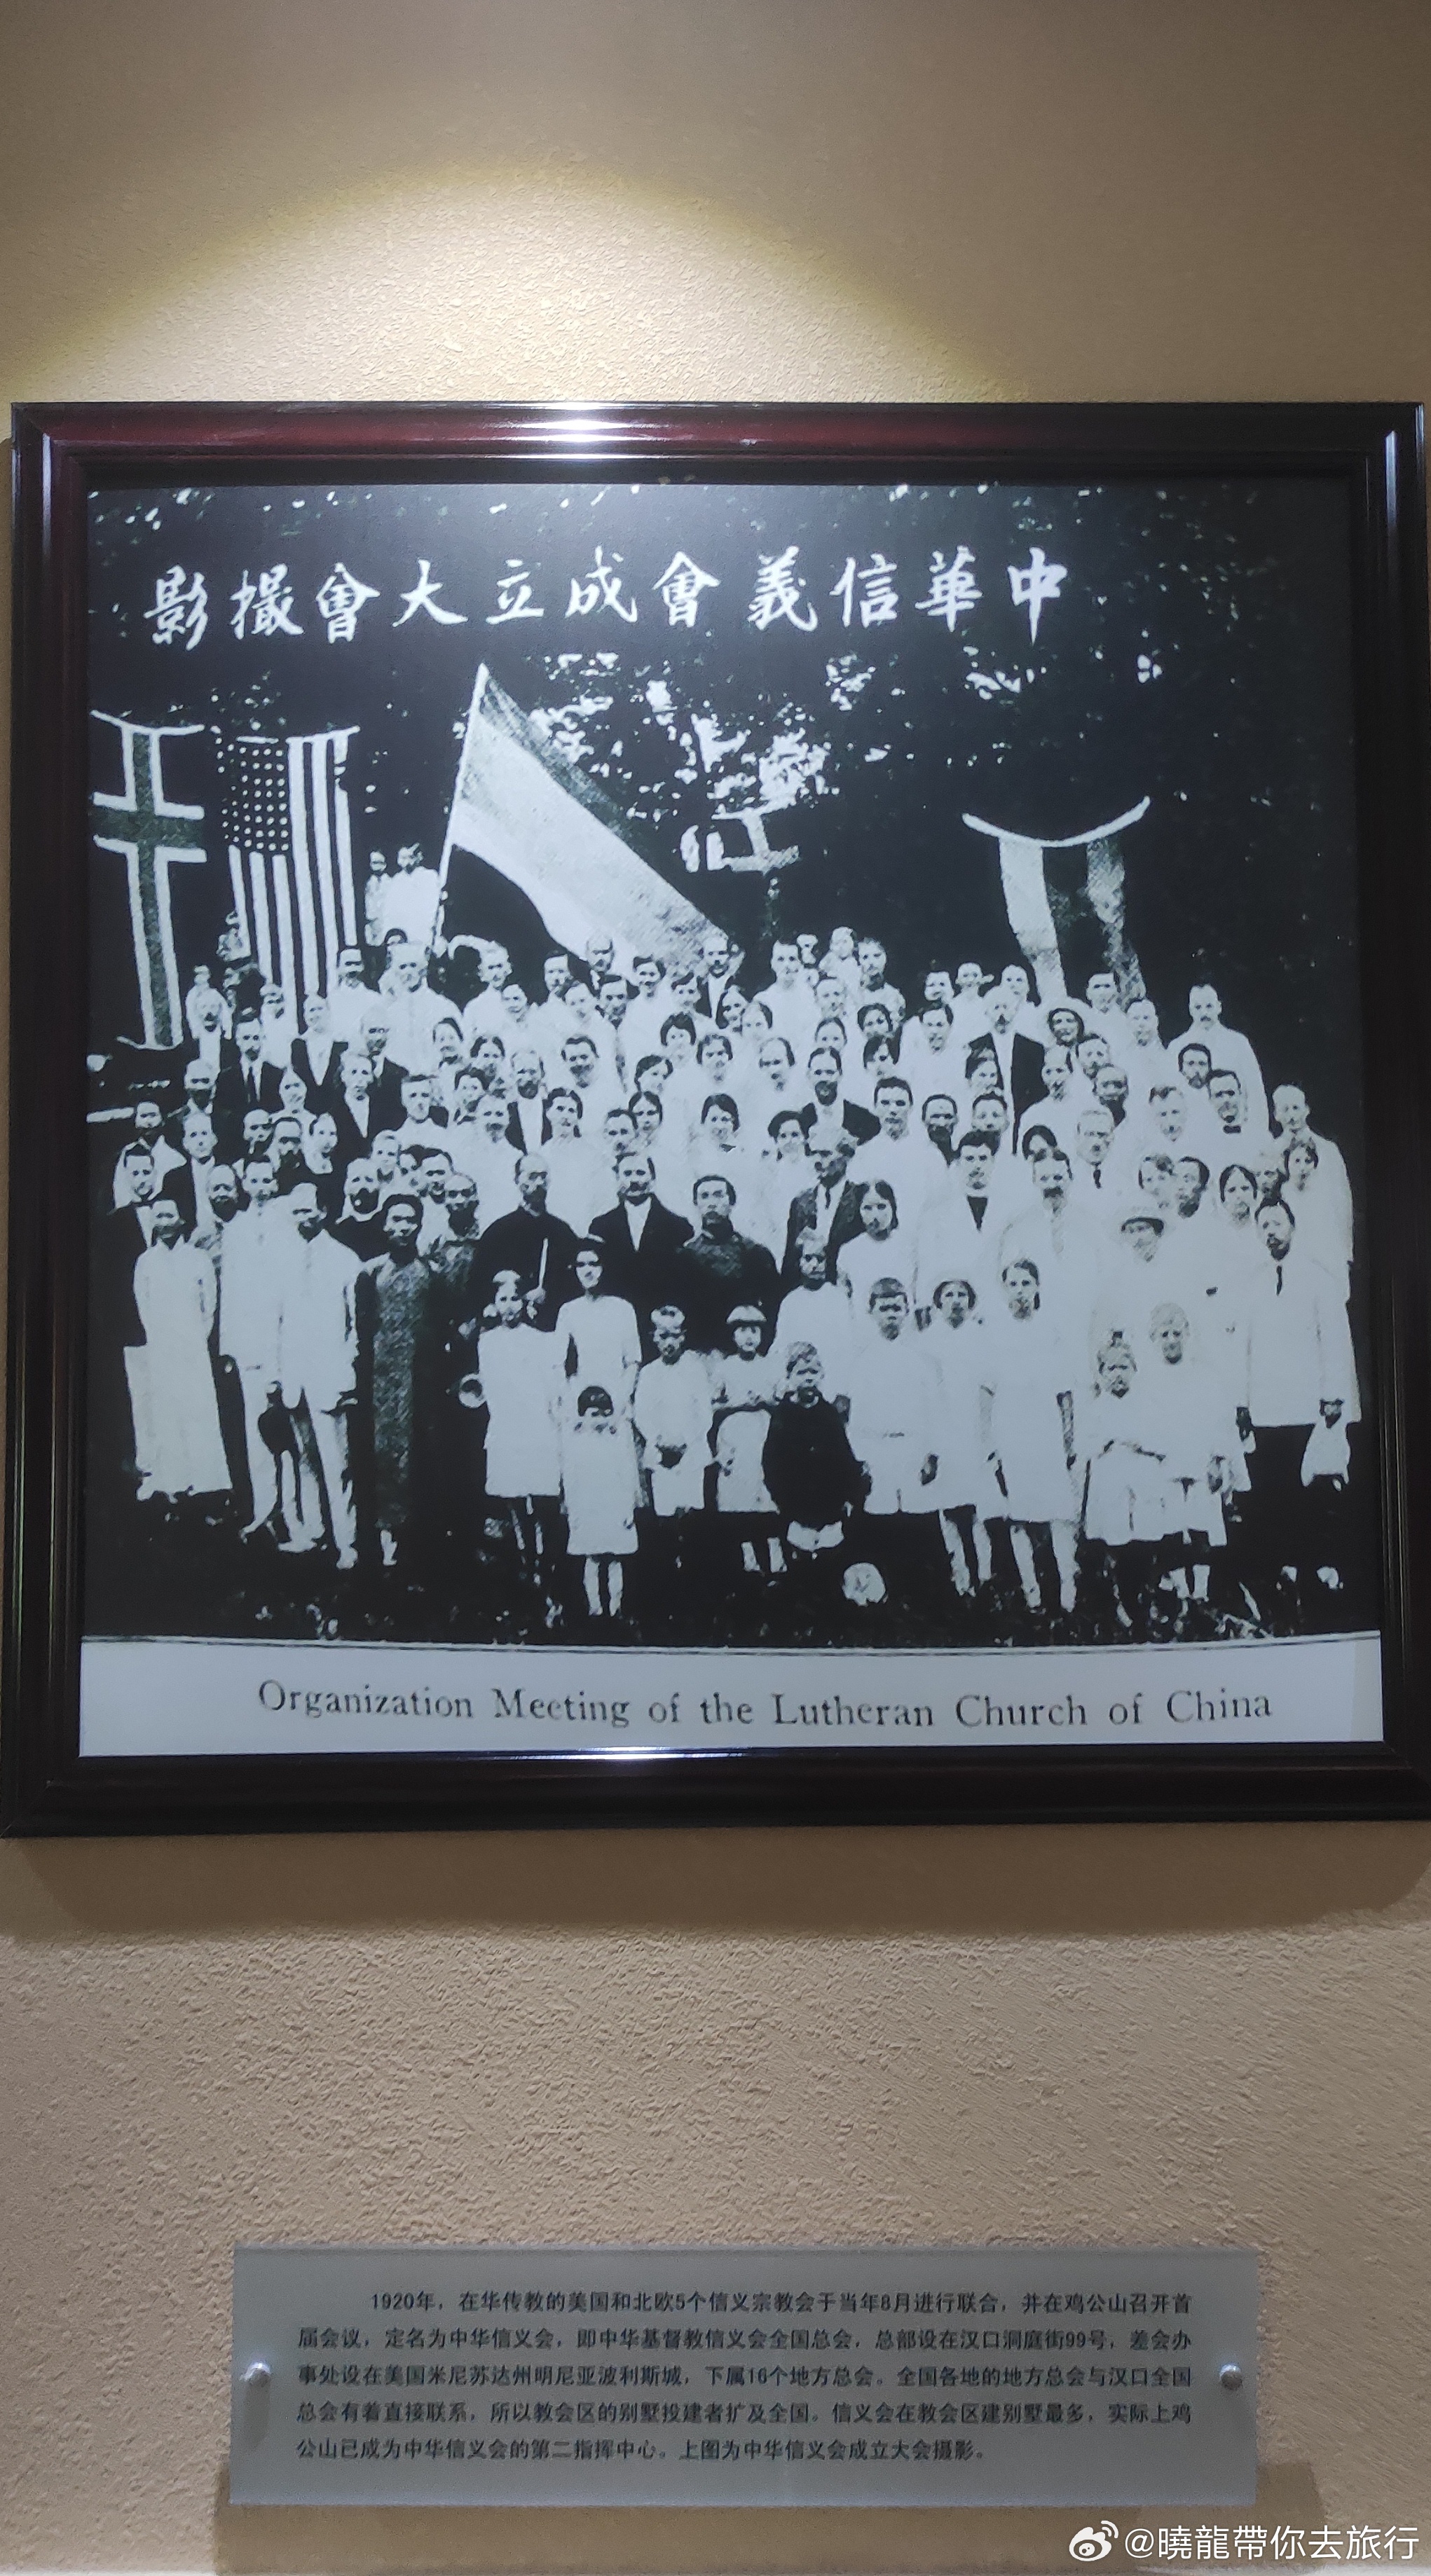 中華信義會成立大會撮影
Organization Meeting of the Lutheran Church of China
1920年，在华传教的美国和北欧5个信义宗教会于当年8月进行联合，并在鸡公山召开首
届会议，定名为中华信义会，即中华基督教信义会全国总会，总部设在汉口洞庭街99号，差会办
事处设在美国米尼苏达州明尼亚波利斯城，下属16个地方总会。全国各地的地方总会与汉口全国
总会有着直接联系，所以教会区的别墅投建者扩及全国。信义会在教会区建别墅最多，实际上鸡
公山已成为中华信义会的第二指挥中心。上图为中华信义会成立大会摄影。
@曉龍帶你去旅行